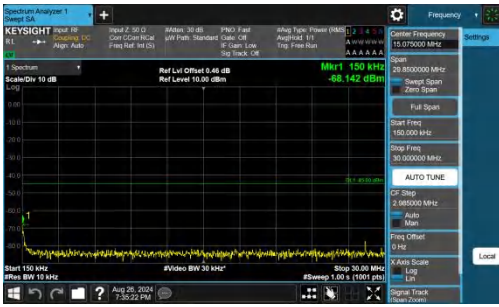 Spectrum Analyzer 1
Swept SA
+
Frequency
KEYSIGHT
Input: RF
Input Z: 50 Ω
#Atten: 30 dB
PNO: Fast
#Avg Type: Power (RMS)
1 2 3 4 5 6
RL
Coupling: DC
Corr CCorr RCal
µW Path: Standard
Gate: Off
Avg|Hold: 1/1
Align: Auto
Freq Ref: Int (S)
IF Gain: Low
Trig: Free Run
Sig Track: Off
A A A A A A
Center Frequency
15.075000 MHz
Settings
Span
29.8500000 MHz
Swept Span
Zero Span
Full Span
Start Freq
150.000 kHz
Stop Freq
30.000000 MHz
AUTO TUNE
CF Step
2.985000 MHz
Auto
Man
Freq Offset
0 Hz
X Axis Scale
Log
Lin
Signal Track
(Span Zoom)
Local
1 Spectrum
Scale/Div 10 dB
Log
Ref Lvl Offset 0.46 dB
Ref Level 10.00 dBm
Mkr1 150 kHz
-68.142 dBm
0.00
-10.0
-20.0
-30.0
-40.0
-50.0
-60.0
-70.0
-80.0
1
Start 150 kHz
#Video BW 30 kHz*
Stop 30.00 MHz
#Res BW 10 kHz
#Sweep 1.00 s (1001 pts)
?
Aug 26, 2024
7:35:22 PM